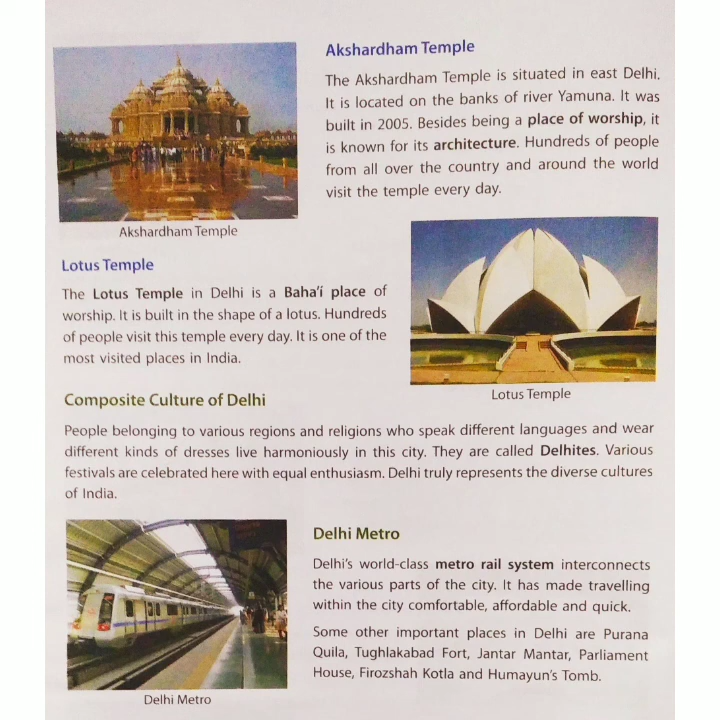 Akshardham Temple
The Akshardham Temple is situated in east Delhi.
It is located on the banks of river Yamuna. It was
built in 2005. Besides being a place of worship, it
is known for its architecture. Hundreds of people
from all over the country and around the world
visit the temple every day.
Akshardham Temple
Lotus Temple
The Lotus Temple in Delhi is a Baha'í place of
worship. It is built in the shape of a lotus. Hundreds
of people visit this temple every day. It is one of the
most visited places in India.
Lotus Temple
Composite Culture of Delhi
People belonging to various regions and religions who speak different languages and wear
different kinds of dresses live harmoniously in this city. They are called Delhites. Various
festivals are celebrated here with equal enthusiasm. Delhi truly represents the diverse cultures
of India.
Delhi Metro
Delhi's world-class metro rail system interconnects
the various parts of the city. It has made travelling
within the city comfortable, affordable and quick.
Some other important places in Delhi are Purana
Quila, Tughlakabad Fort, Jantar Mantar, Parliament
House, Firozshah Kotla and Humayun's Tomb.
Delhi Metro